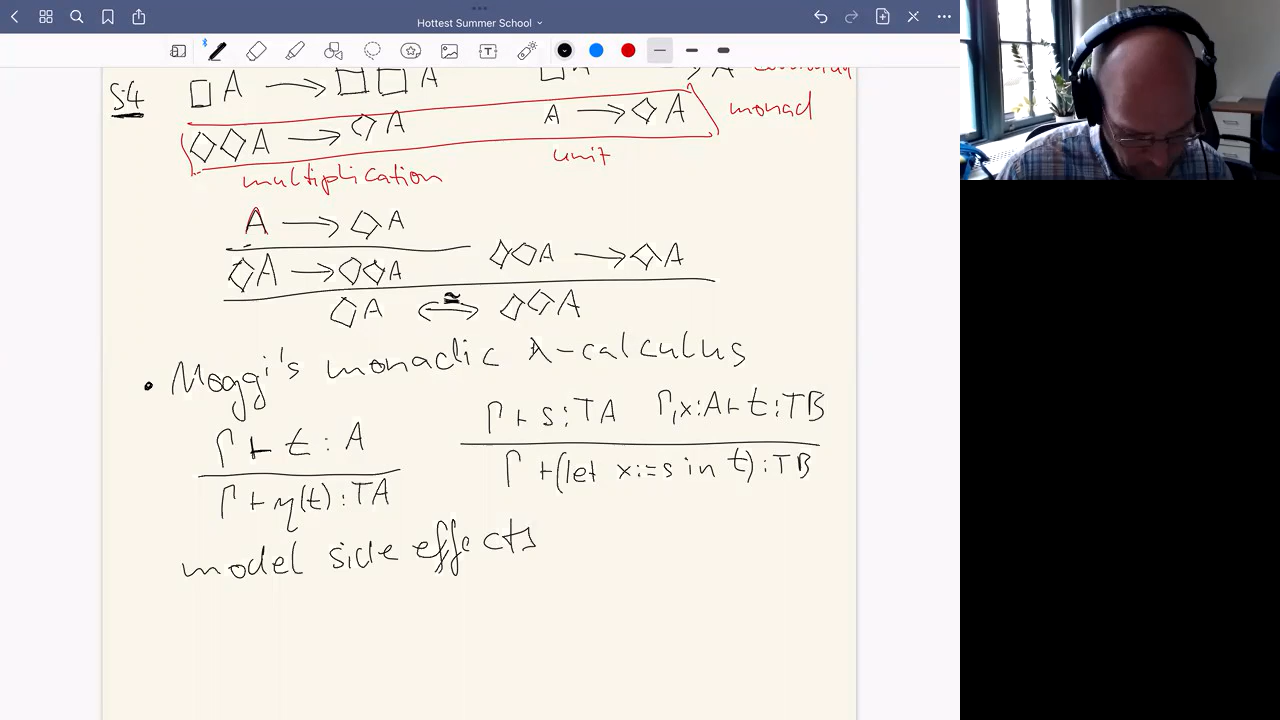 Hottest Summer School
S4 □A → □□A
◇◇A → ◇A A → ◇A monad
multiplication unit
A → ◇A
◇A → ◇◇A ◇◇A → ◇A
◇A ≅ ◇◇A
• Moggi's monadic λ-calculus
Γ ⊢ t : A Γ ⊢ s : TA Γ, x:A ⊢ t : TB
Γ ⊢ η(t) : TA Γ ⊢ (let x := s in t) : TB
model side effects